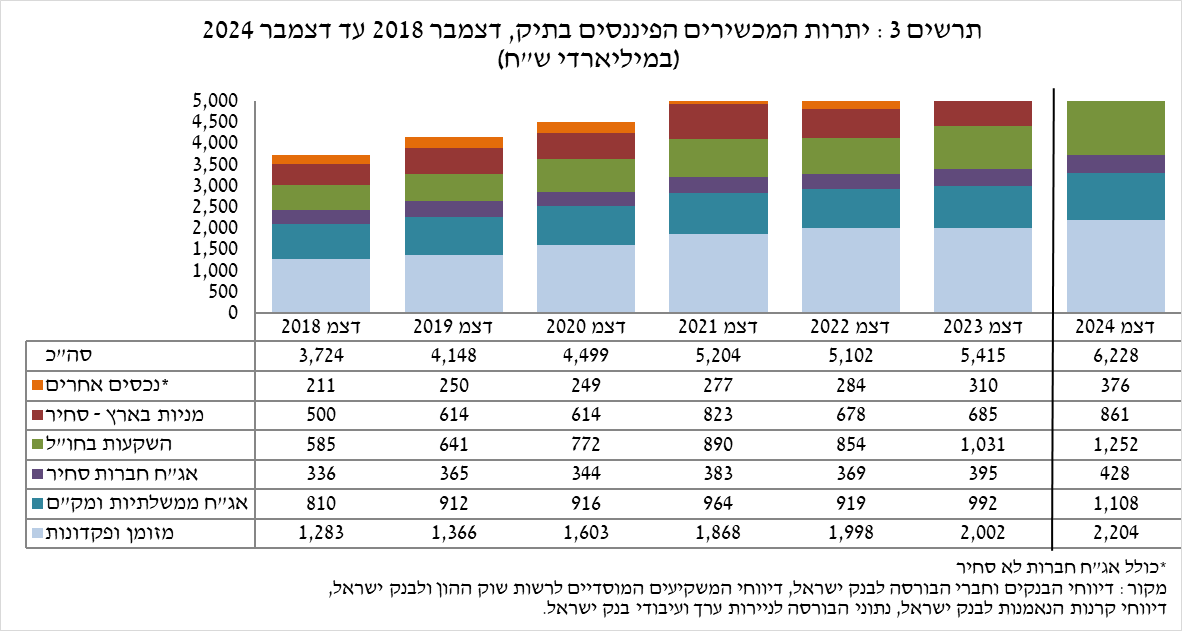 תרשים 3 : יתרות המכשירים הפיננסים בתיק, דצמבר 2018 עד דצמבר 2024
(במיליארדי ש"ח)
5,000
4,500
4,000
3,500
3,000
2,500
2,000
1,500
1,000
500
0
דצמ 2018 דצמ 2019 דצמ 2020 דצמ 2021 דצמ 2022 דצמ 2023 דצמ 2024
סה"כ 3,724 4,148 4,499 5,204 5,102 5,415 6,228
נכסים אחרים* 211 250 249 277 284 310 376
מניות בארץ - סחיר 500 614 614 823 678 685 861
השקעות בחו"ל 585 641 772 890 854 1,031 1,252
אג"ח חברות סחיר 336 365 344 383 369 395 428
אג"ח ממשלתיות ומק"ם 810 912 916 964 919 992 1,108
מזומן ופקדונות 1,283 1,366 1,603 1,868 1,998 2,002 2,204
*כולל אג"ח חברות לא סחיר
מקור : דיווחי הבנקים וחברי הבורסה לבנק ישראל, דיווחי המשקיעים המוסדיים לרשות שוק ההון ולבנק ישראל,
דיווחי קרנות הנאמנות לבנק ישראל, נתוני הבורסה לניירות ערך ועיבודי בנק ישראל.